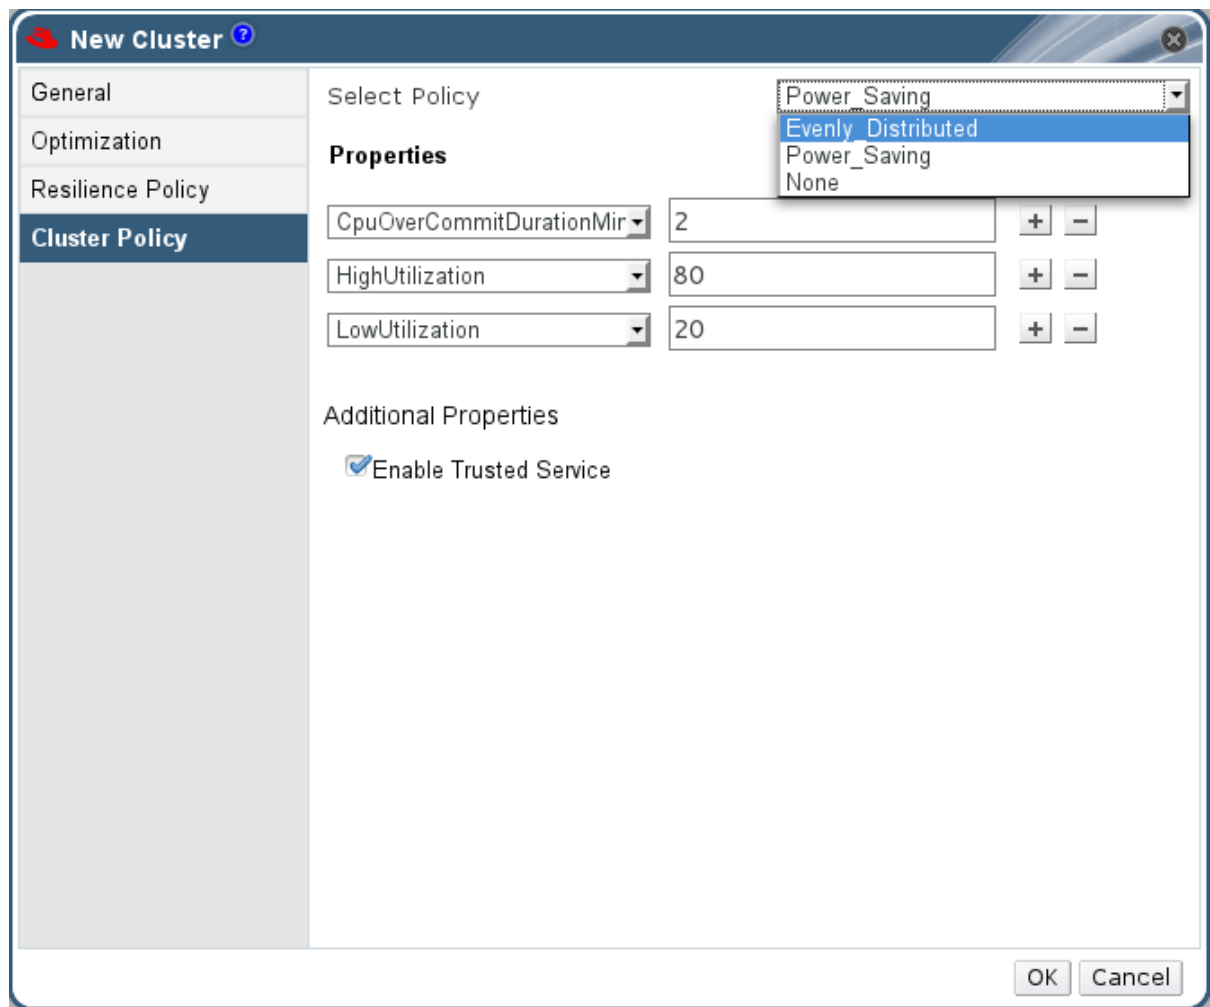 New Cluster ?
General
Optimization
Resilience Policy
Cluster Policy
Select Policy Power_Saving
Evenly_Distributed
Power_Saving
None
Properties
CpuOverCommitDurationMin 2 + −
HighUtilization 80 + −
LowUtilization 20 + −
Additional Properties
Enable Trusted Service
OK Cancel